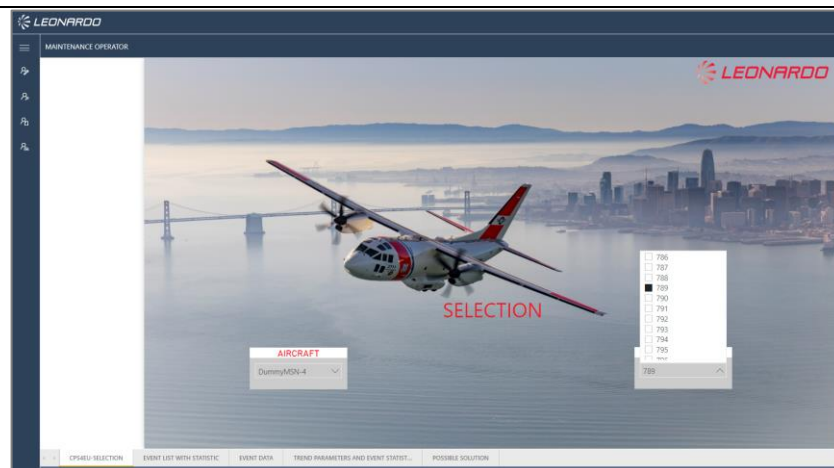 LEONARDO
MAINTENANCE OPERATOR
LEONARDO
SELECTION
786
787
788
789
790
791
792
793
794
795
AIRCRAFT
DummyMSN-4
789
CPS4EU-SELECTION
EVENT LIST WITH STATISTIC
EVENT DATA
TREND PARAMETERS AND EVENT STATIST...
POSSIBLE SOLUTION